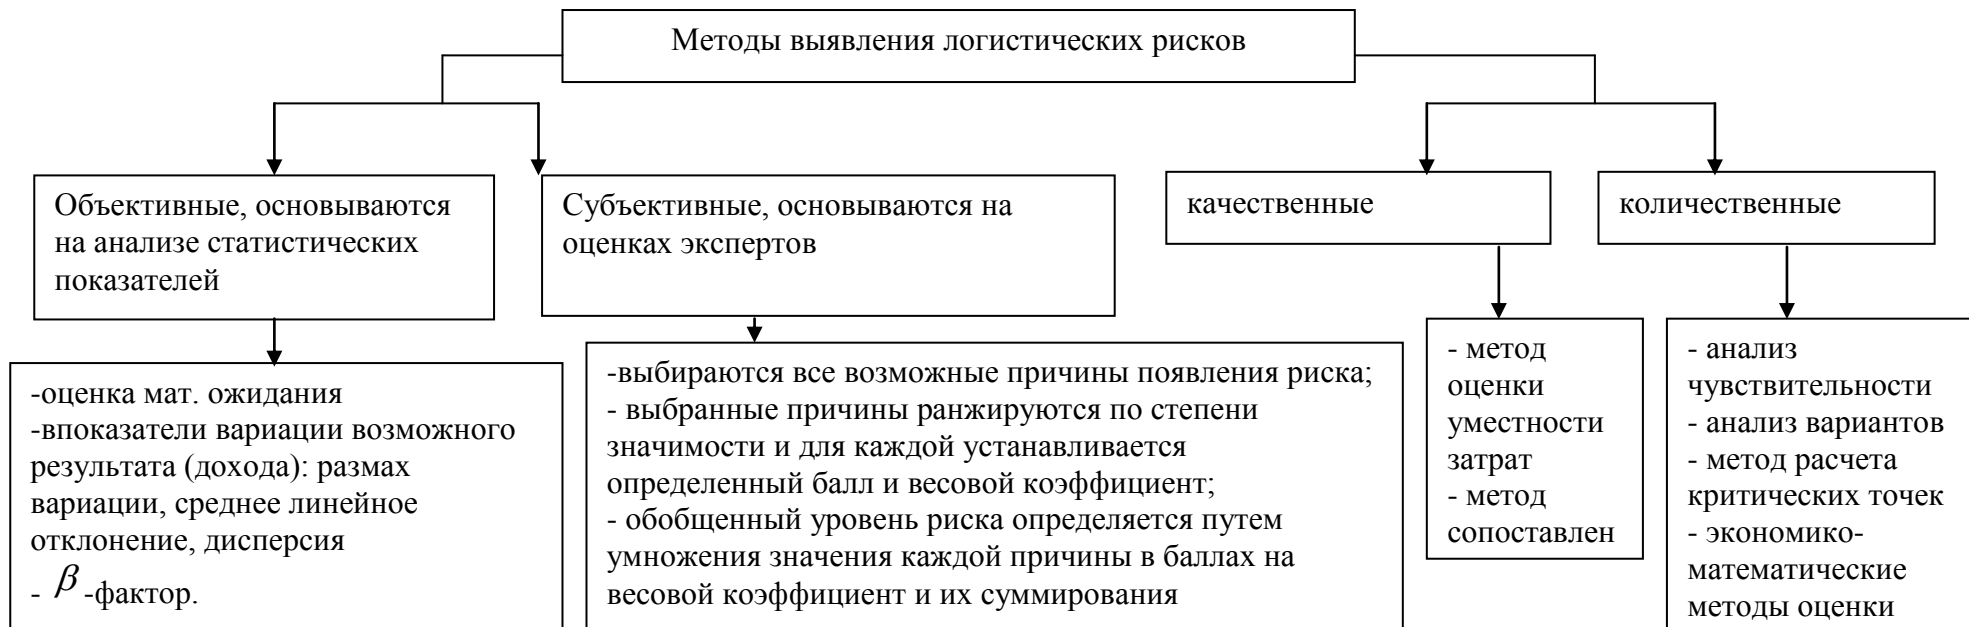 Методы выявления логистических рисков
Объективные, основываются
на анализе статистических
показателей
Субъективные, основываются на
оценках экспертов
качественные
количественные
-оценка мат. ожидания
-впоказатели вариации возможного
результата (дохода): размах
вариации, среднее линейное
отклонение, дисперсия
- β -фактор.
-выбираются все возможные причины появления риска;
- выбранные причины ранжируются по степени
значимости и для каждой устанавливается
определенный балл и весовой коэффициент;
- обобщенный уровень риска определяется путем
умножения значения каждой причины в баллах на
весовой коэффициент и их суммирования
- метод
оценки
уместности
затрат
- метод
сопоставлен
- анализ
чувствительности
- анализ вариантов
- метод расчета
критических точек
- экономико-
математические
методы оценки